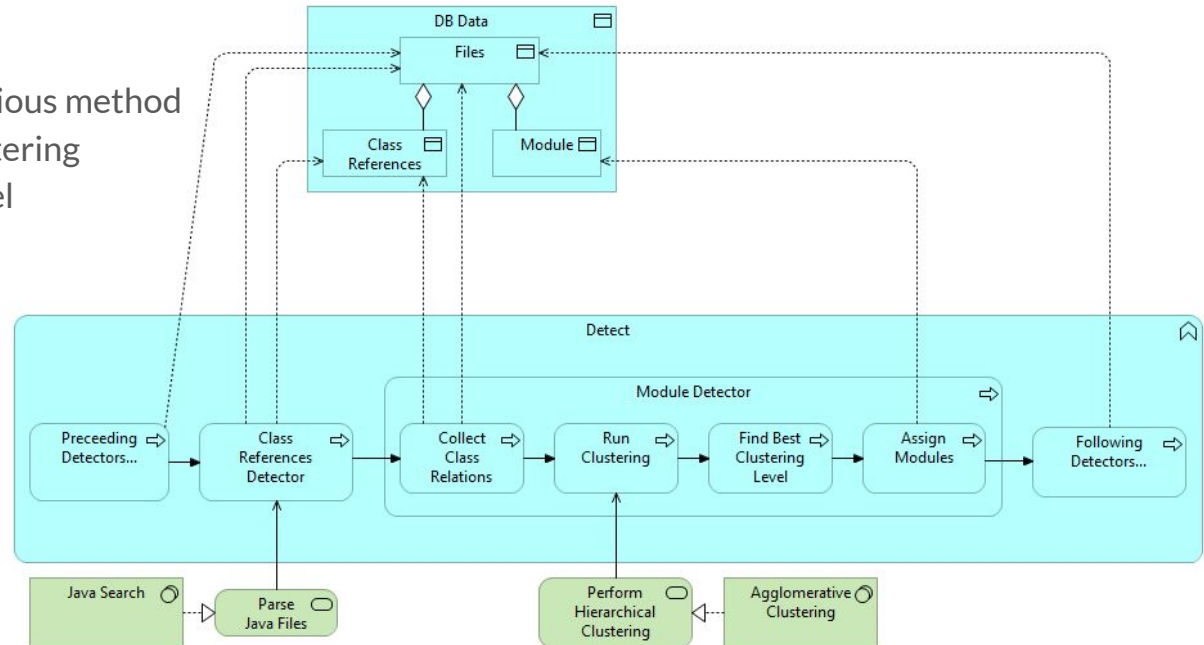 DB Data
Files
Class
References
Module
ious method
tering
el
Detect
Module Detector
Preceeding
Detectors...
Class
References
Detector
Collect
Class
Relations
Run
Clustering
Find Best
Clustering
Level
Assign
Modules
Following
Detectors...
Java Search
Parse
Java Files
Perform
Hierarchical
Clustering
Agglomerative
Clustering